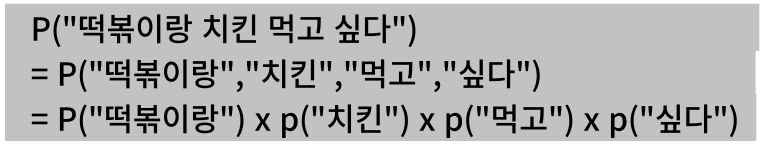 P("떡볶이랑 치킨 먹고 싶다")
= P("떡볶이랑","치킨","먹고","싶다")
= P("떡볶이랑") x p("치킨") x p("먹고") x p("싶다")